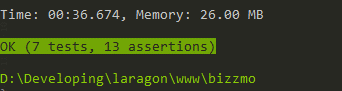 Time: 00:36.674, Memory: 26.00 MB
OK (7 tests, 13 assertions)
D:\Developing\laragon\www\bizzmo